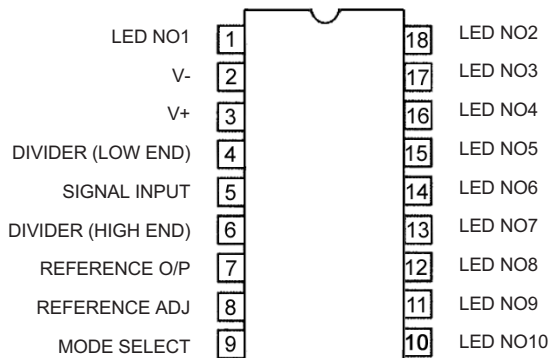 LED NO1 1 18 LED NO2
V- 2 17 LED NO3
V+ 3 16 LED NO4
DIVIDER (LOW END) 4 15 LED NO5
SIGNAL INPUT 5 14 LED NO6
DIVIDER (HIGH END) 6 13 LED NO7
REFERENCE O/P 7 12 LED NO8
REFERENCE ADJ 8 11 LED NO9
MODE SELECT 9 10 LED NO10